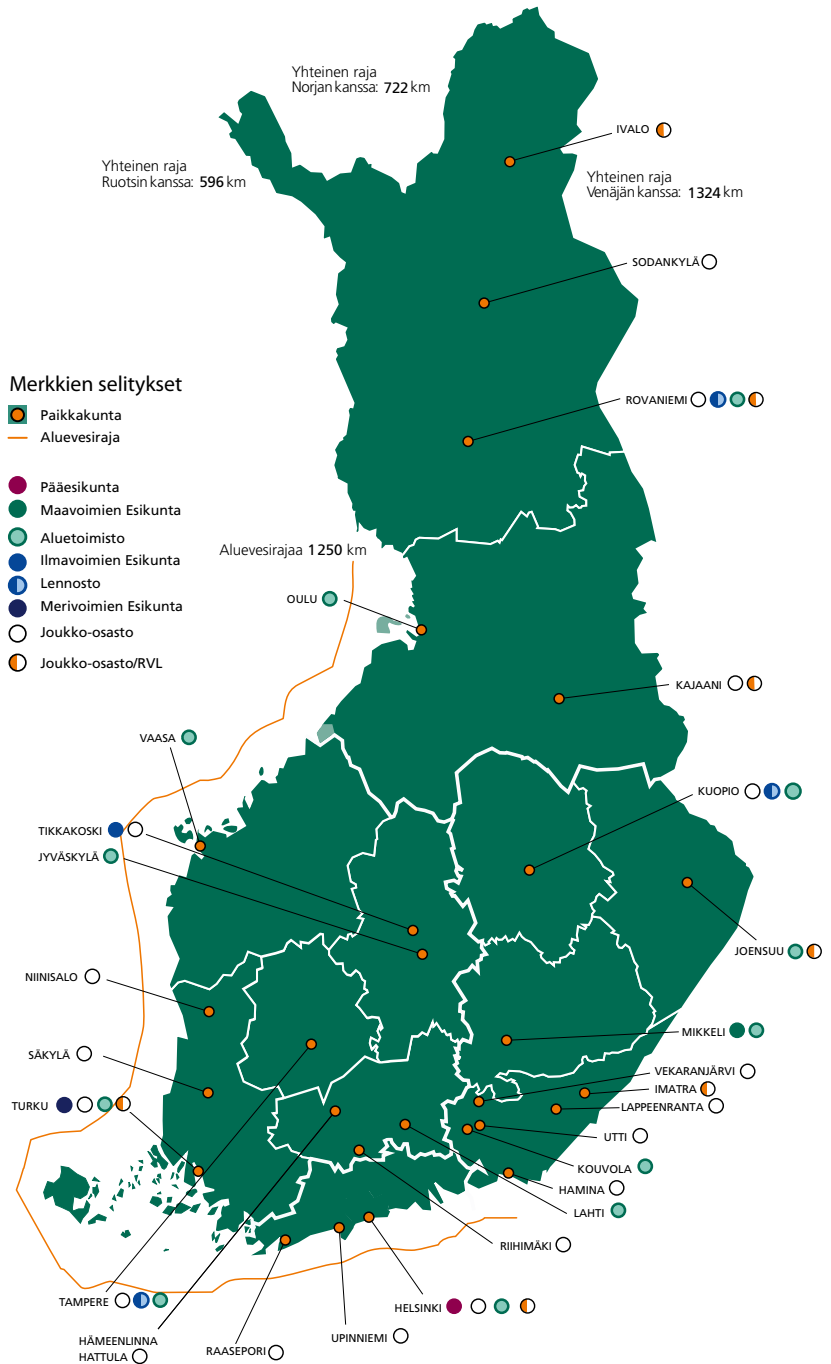 Yhteinen raja
Norjan kanssa: 722 km
IVALO
Yhteinen raja
Ruotsin kanssa: 596 km
Yhteinen raja
Venäjän kanssa: 1324 km
SODANKYLÄ
Merkkien selitykset
Paikkakunta
Aluevesiraja
Pääesikunta
Maavoimien Esikunta
Aluetoimisto
Ilmavoimien Esikunta
Lennosto
Merivoimien Esikunta
Joukko-osasto
Joukko-osasto/RVL
ROVANIEMI
Aluevesirajaa 1250 km
OULU
KAJAANI
VAASA
KUOPIO
TIKKAKOSKI
JYVÄSKYLÄ
JOENSUU
NIINISALO
MIKKELI
SÄKYLÄ
VEKARANJÄRVI
IMATRA
TURKU
LAPPEENRANTA
UTTI
KOUVOLA
HAMINA
LAHTI
RIIHIMÄKI
TAMPERE
HELSINKI
UPINNIEMI
HÄMEENLINNA
HATTULA
RAASEPORI